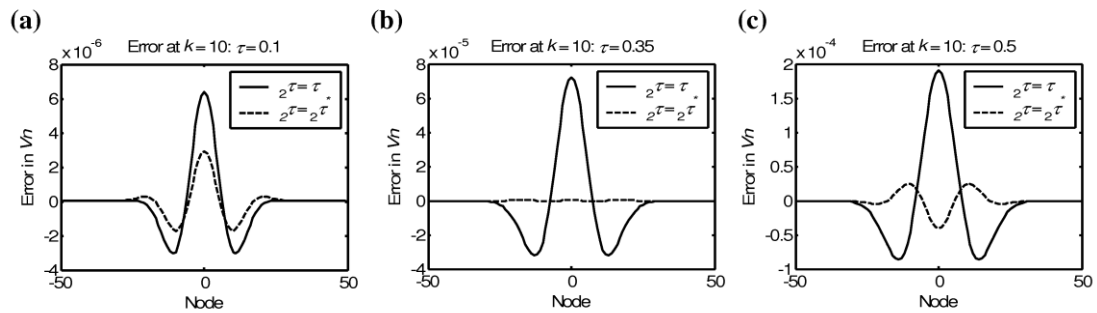 (a)
×10⁻⁶ Error at k = 10: τ = 0.1
8
6
4
2
0
-2
-4
-50 0 50
Error in Vn
Node
₂τ = τ
₂τ = ₂τ*
(b)
×10⁻⁵ Error at k = 10: τ = 0.35
8
6
4
2
0
-2
-4
-50 0 50
Error in Vn
Node
₂τ = τ
₂τ = ₂τ*
(c)
×10⁻⁴ Error at k = 10: τ = 0.5
2
1.5
1
0.5
0
-0.5
-1
-50 0 50
Error in Vn
Node
₂τ = τ
₂τ = ₂τ*